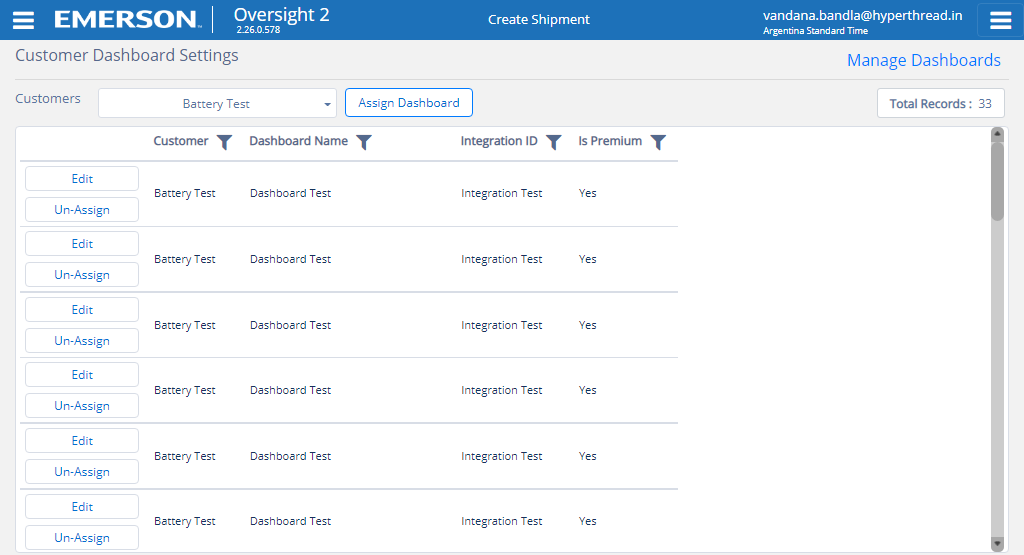 EMERSON™ Oversight 2
2.26.0.578
Create Shipment
vandana.bandla@hyperthread.in
Argentina Standard Time
Customer Dashboard Settings
Manage Dashboards
Customers Battery Test Assign Dashboard Total Records : 33
Customer Dashboard Name Integration ID Is Premium
Edit
Un-Assign
Battery Test Dashboard Test Integration Test Yes
Edit
Un-Assign
Battery Test Dashboard Test Integration Test Yes
Edit
Un-Assign
Battery Test Dashboard Test Integration Test Yes
Edit
Un-Assign
Battery Test Dashboard Test Integration Test Yes
Edit
Un-Assign
Battery Test Dashboard Test Integration Test Yes
Edit
Un-Assign
Battery Test Dashboard Test Integration Test Yes